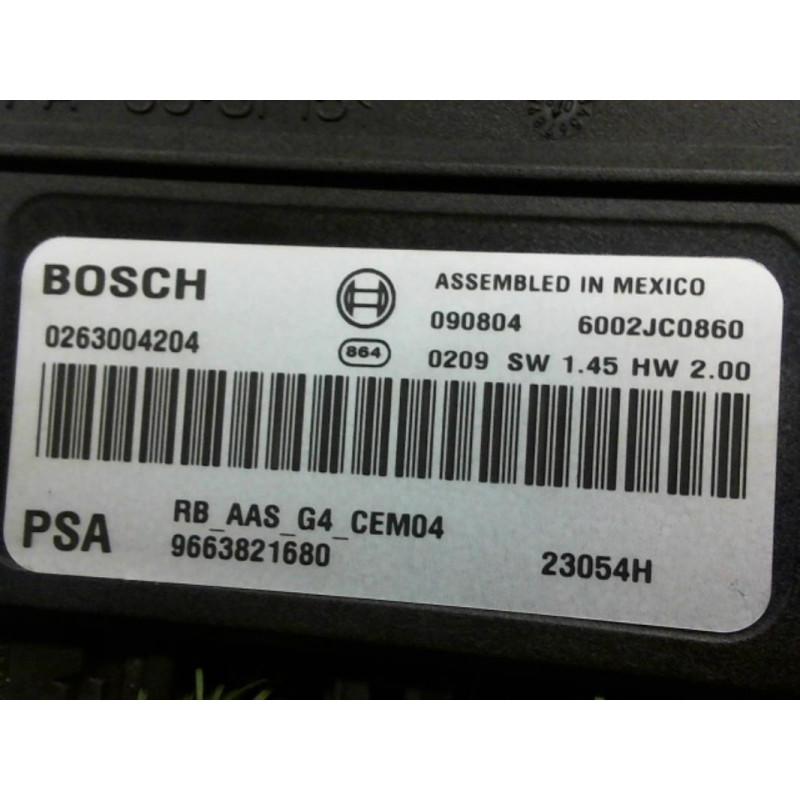 BOSCH
ASSEMBLED IN MEXICO
0263004204
090804 6002JC0860
864
0209 SW 1.45 HW 2.00
PSA
RB_AAS_G4_CEM04
9663821680
23054H